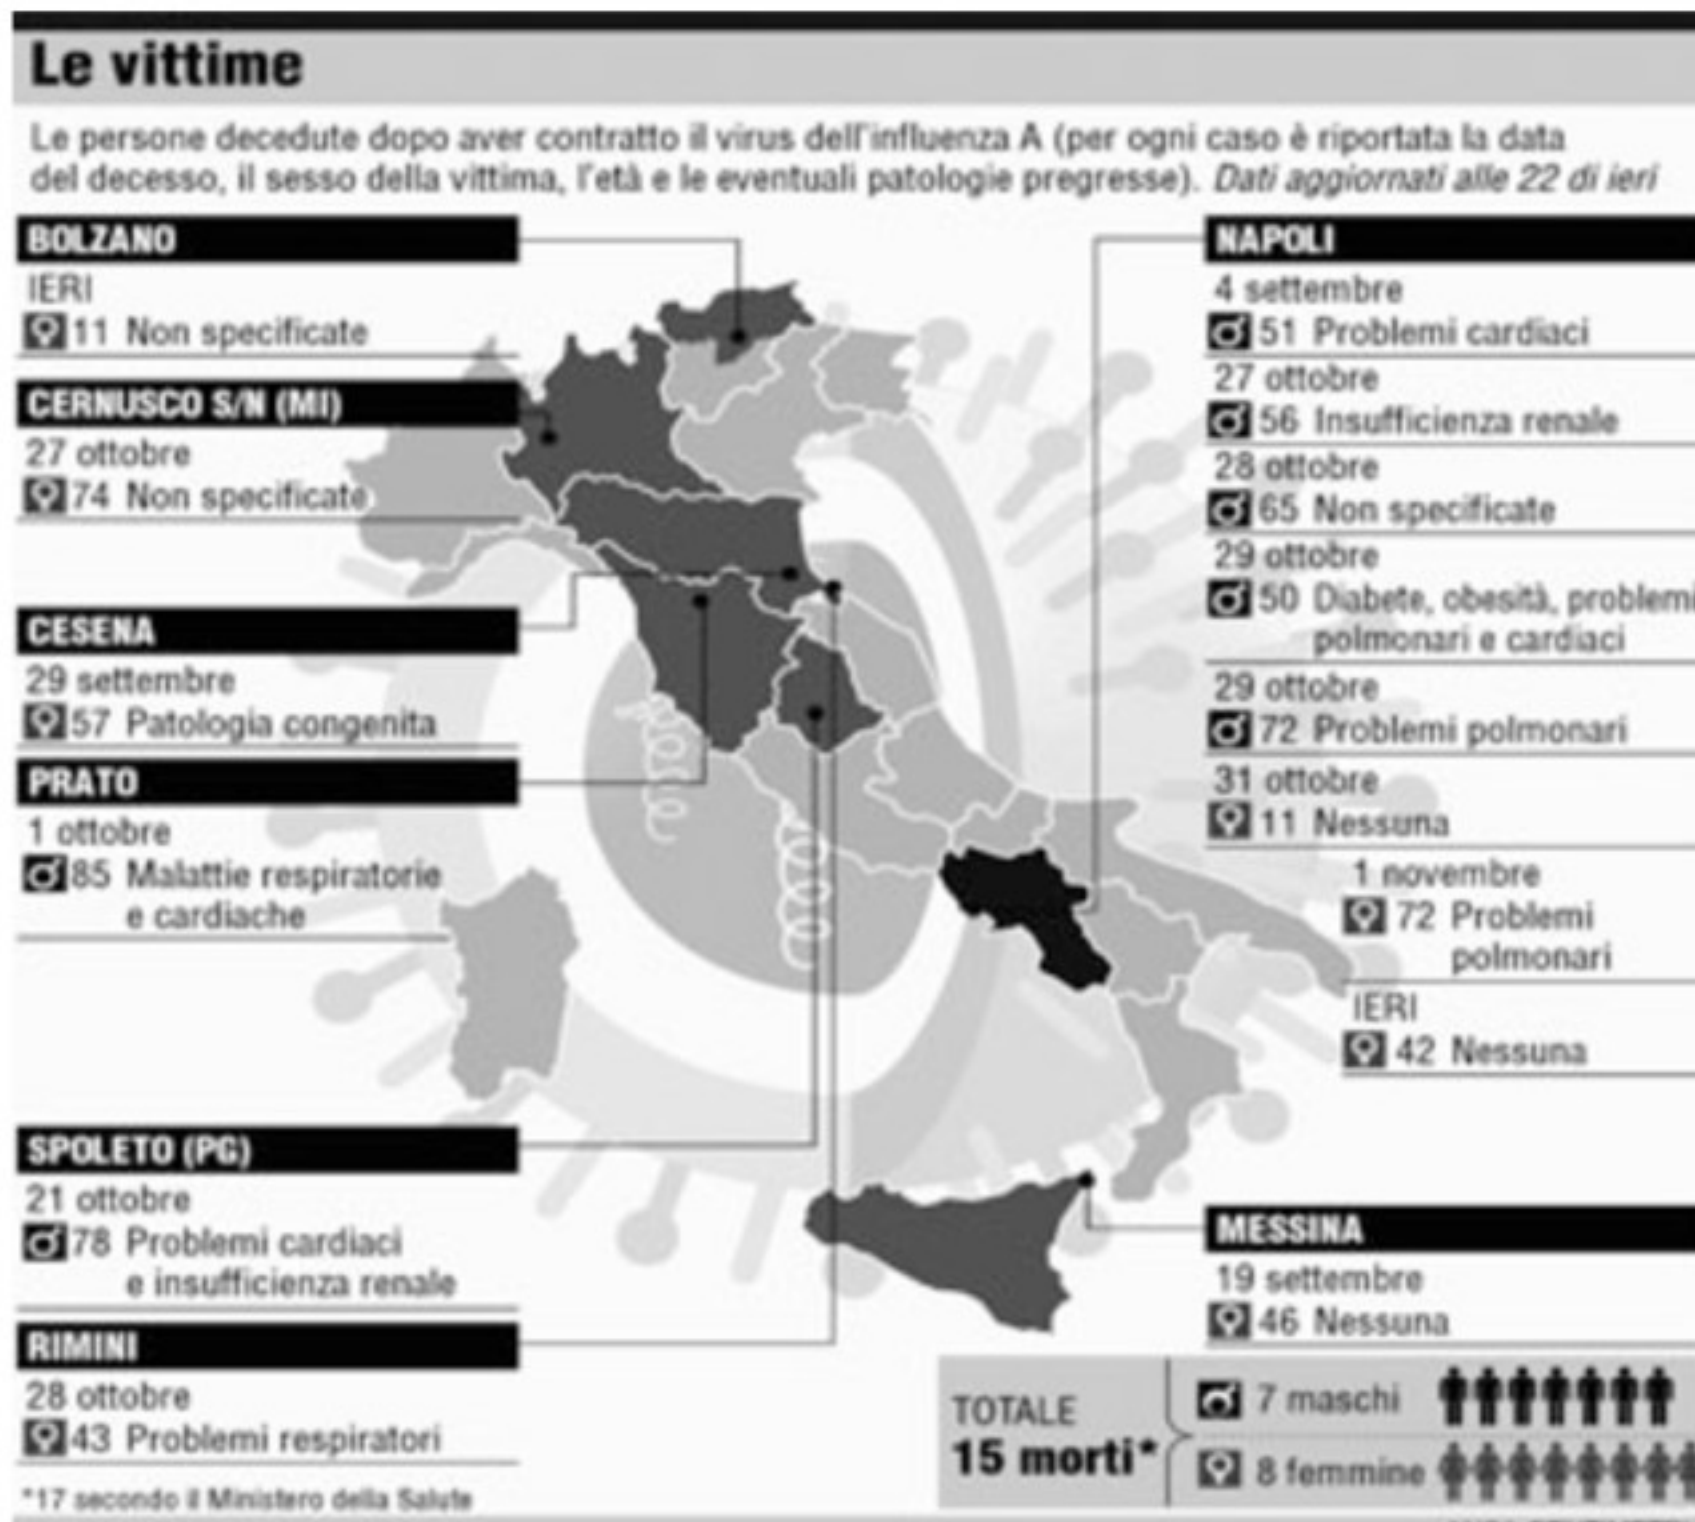 Le vittime
Le persone decedute dopo aver contratto il virus dell'influenza A (per ogni caso è riportata la data
del decesso, il sesso della vittima, l'età e le eventuali patologie pregresse). Dati aggiornati alle 22 di ieri
BOLZANO
IERI
11 Non specificate
CERNUSCO S/N (MI)
27 ottobre
74 Non specificate
CESENA
29 settembre
57 Patologia congenita
PRATO
1 ottobre
85 Malattie respiratorie
e cardiache
SPOLETO (PG)
21 ottobre
78 Problemi cardiaci
e insufficienza renale
RIMINI
28 ottobre
43 Problemi respiratori
*17 secondo il Ministero della Salute
NAPOLI
4 settembre
51 Problemi cardiaci
27 ottobre
56 Insufficienza renale
28 ottobre
65 Non specificate
29 ottobre
50 Diabete, obesità, problemi
polmonari e cardiaci
29 ottobre
72 Problemi polmonari
31 ottobre
11 Nessuna
1 novembre
72 Problemi
polmonari
IERI
42 Nessuna
MESSINA
19 settembre
46 Nessuna
TOTALE
15 morti*
7 maschi
8 femmine